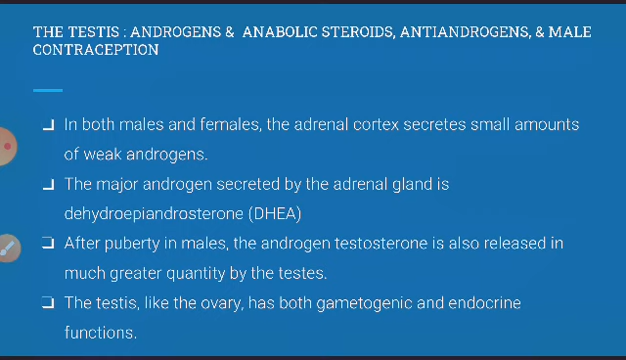 THE TESTIS : ANDROGENS & ANABOLIC STEROIDS, ANTIANDROGENS, & MALE
CONTRACEPTION
In both males and females, the adrenal cortex secretes small amounts
of weak androgens.
The major androgen secreted by the adrenal gland is
dehydroepiandrosterone (DHEA)
After puberty in males, the androgen testosterone is also released in
much greater quantity by the testes.
The testis, like the ovary, has both gametogenic and endocrine
functions.